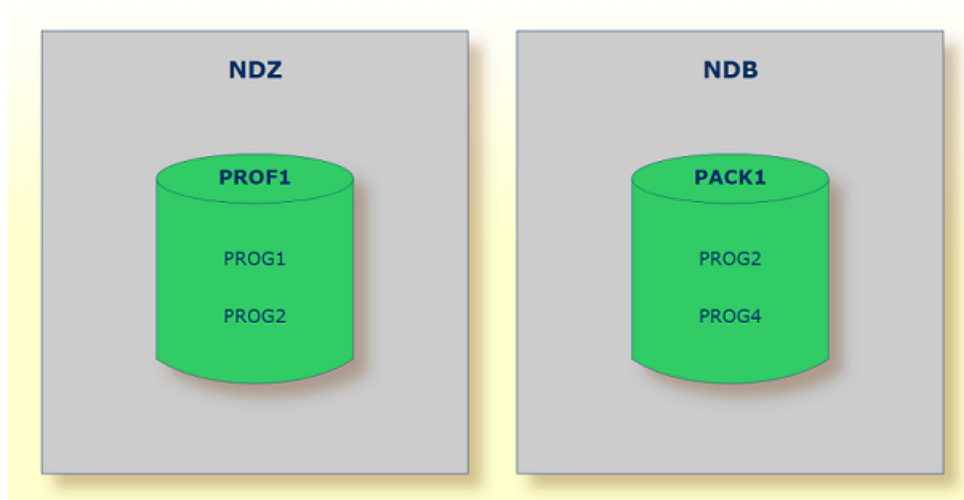 NDZ
PROF1
PROG1
PROG2
NDB
PACK1
PROG2
PROG4